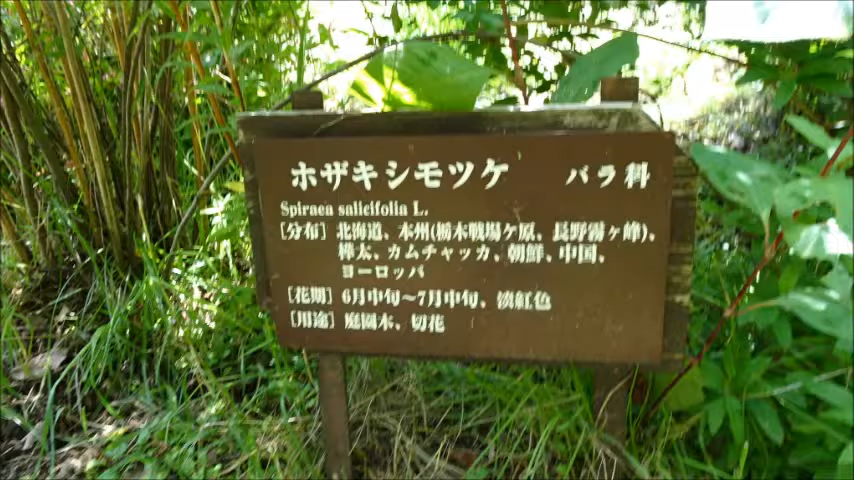 ホザキシモツケ バラ科
Spiraea salicifolia L.
[分布] 北海道、本州(栃木戦場ケ原、長野霧ケ峰)、
樺太、カムチャッカ、朝鮮、中国、
ヨーロッパ
[花期] 6月中旬〜7月中旬、淡紅色
[用途] 庭園木、切花